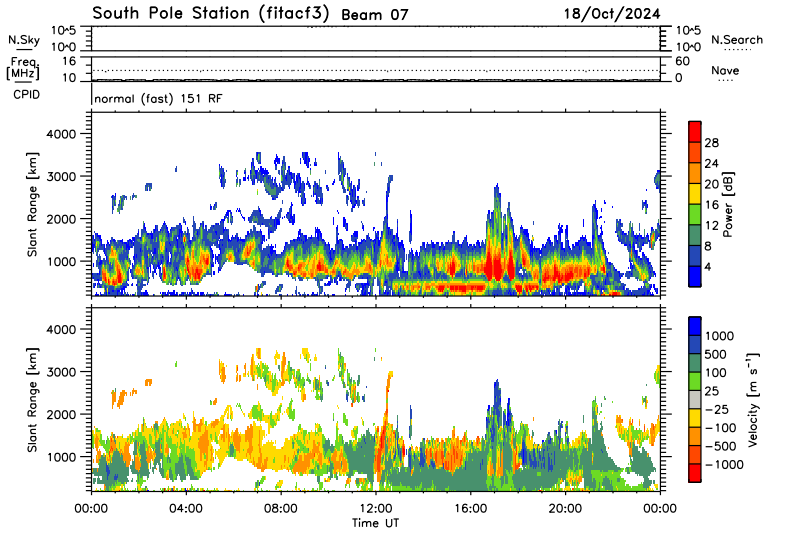 South Pole Station (fitacf3) Beam 07 18/Oct/2024
N.Sky 10^5 10^0 10^5 10^0 N.Search
Freq. [MHz] 16 10 60 0 Nave
CPID normal (fast) 151 RF
Slant Range [km]
4000
3000
2000
1000
Power [dB]
28
24
20
16
12
8
4
Slant Range [km]
4000
3000
2000
1000
Velocity [m s⁻¹]
1000
500
100
25
−25
−100
−500
−1000
00:00 04:00 08:00 12:00 16:00 20:00 00:00
Time UT